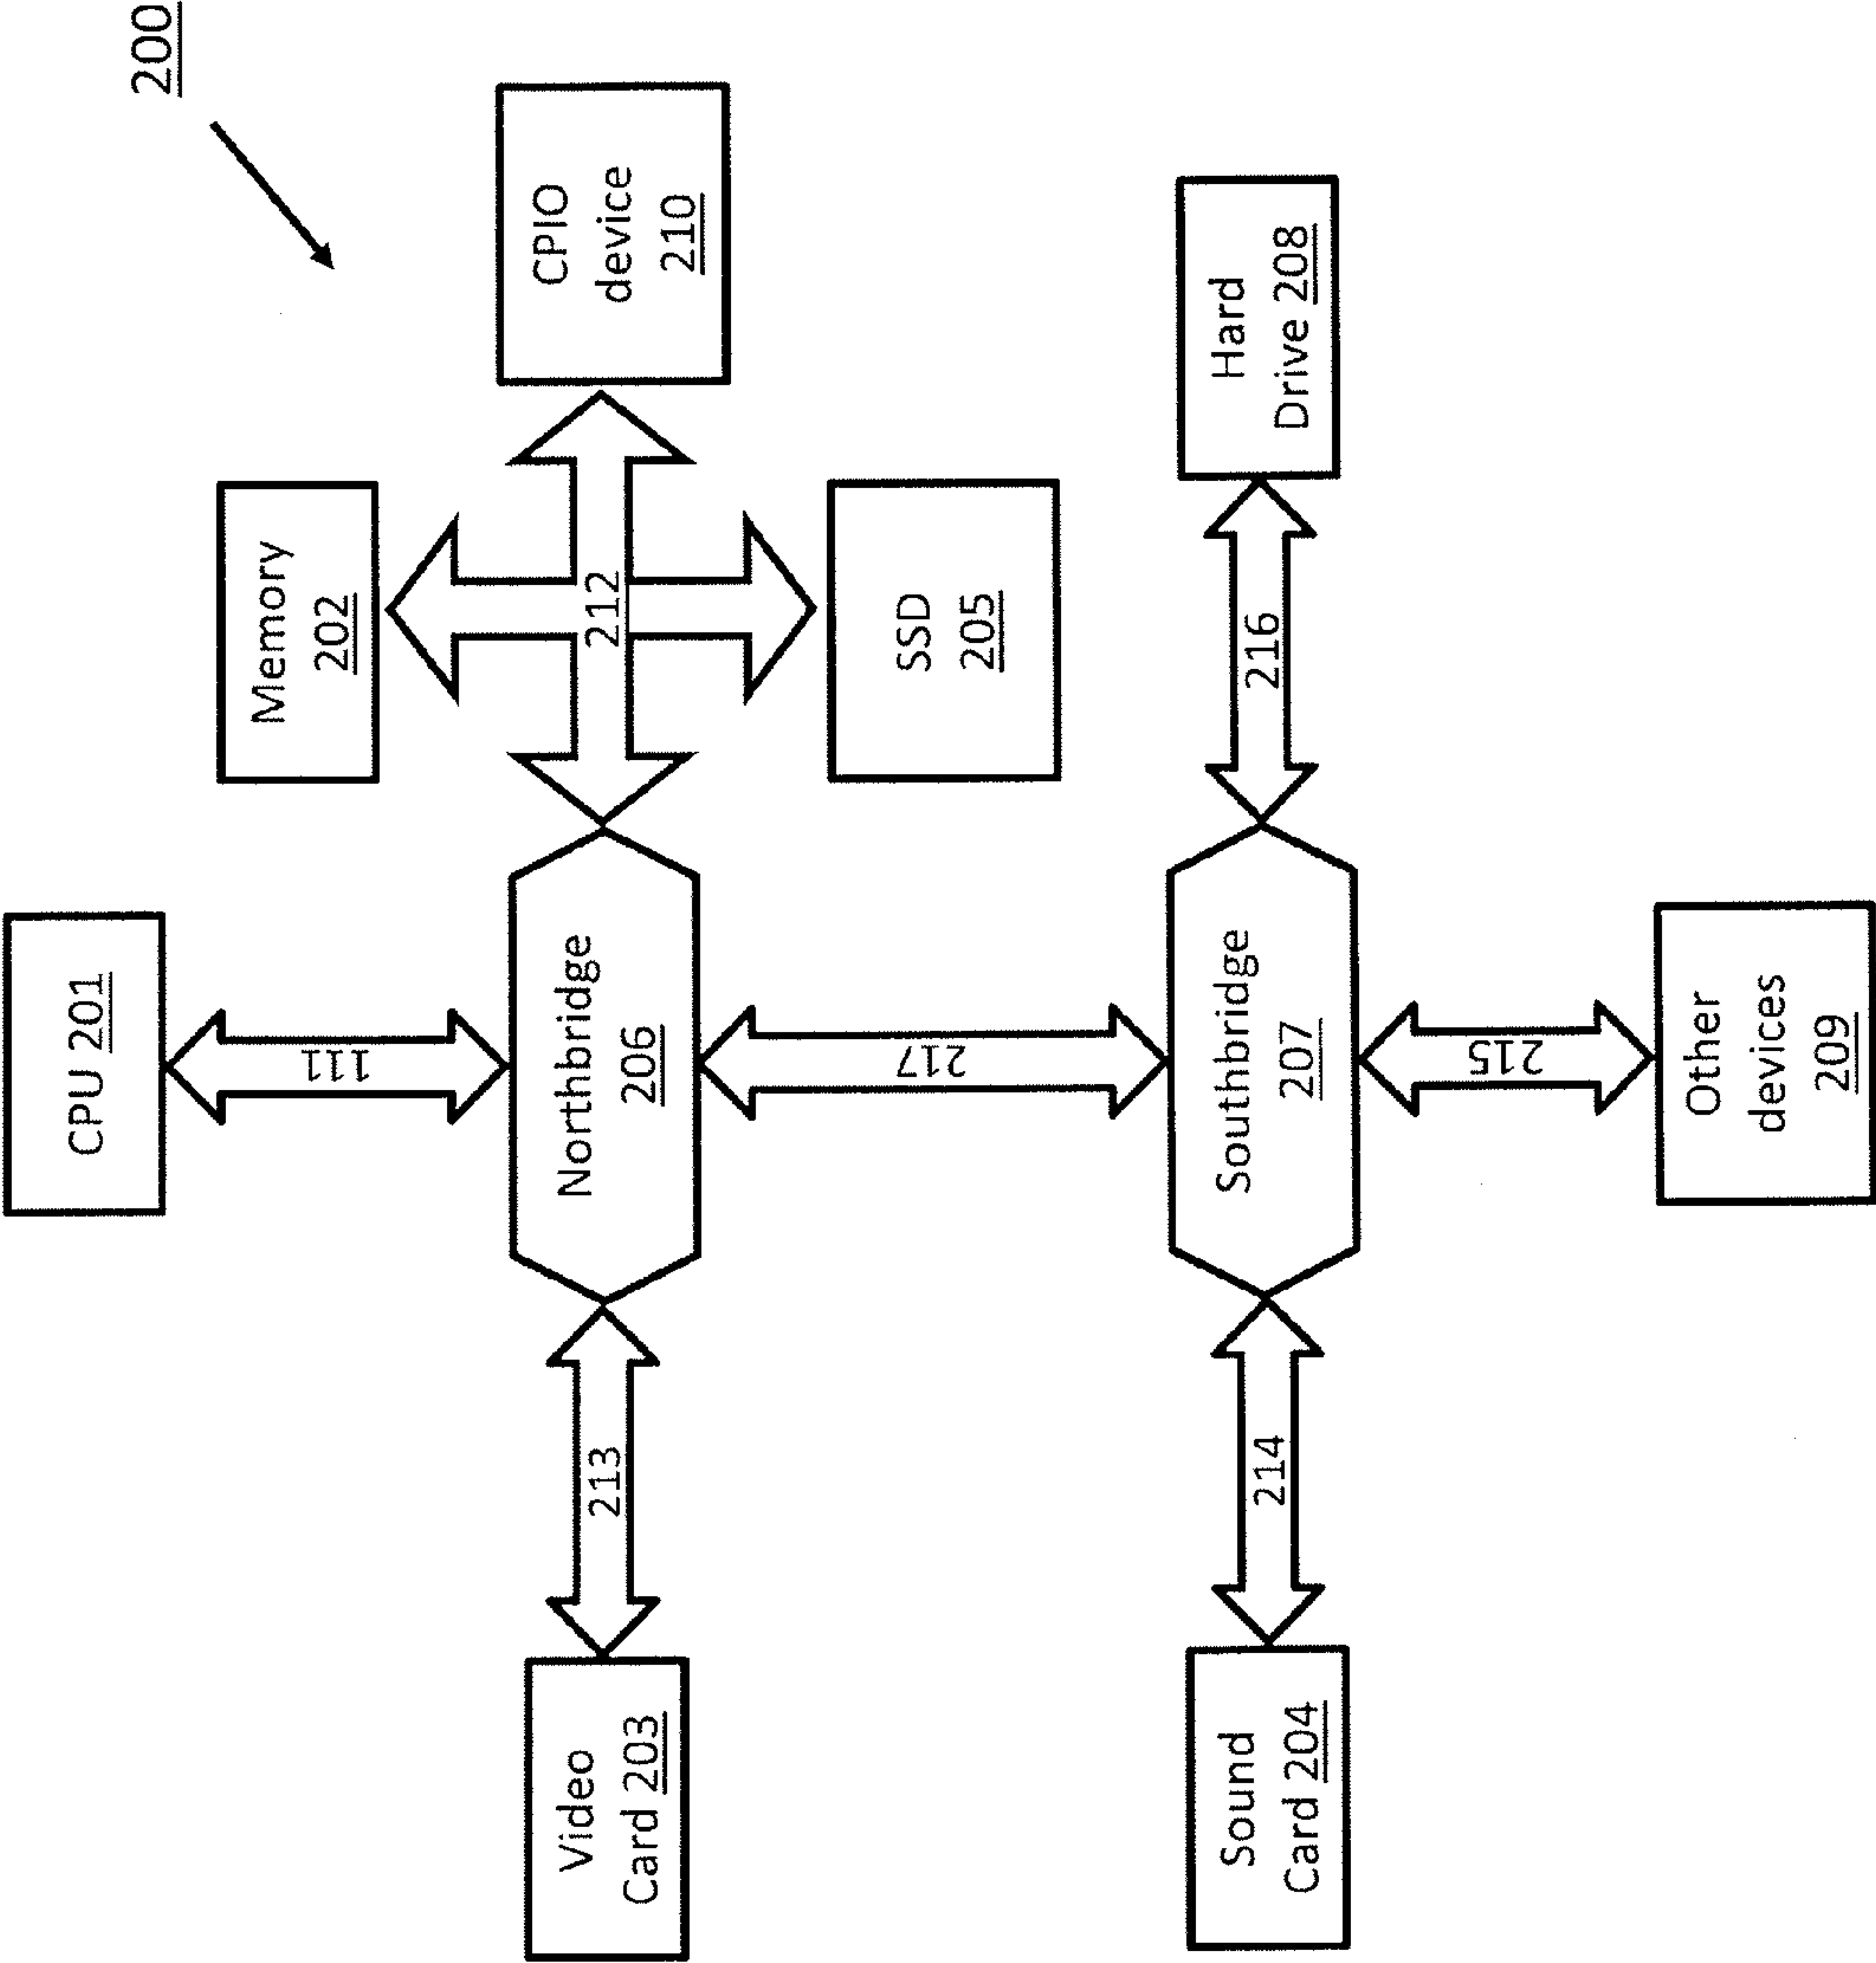 200
CPU 201
111
Memory
202
CPIO
device
210
Video
Card 203
213
Northbridge
206
212
SSD
205
217
Sound
Card 204
214
Southbridge
207
216
Hard
Drive 208
215
Other
devices
209